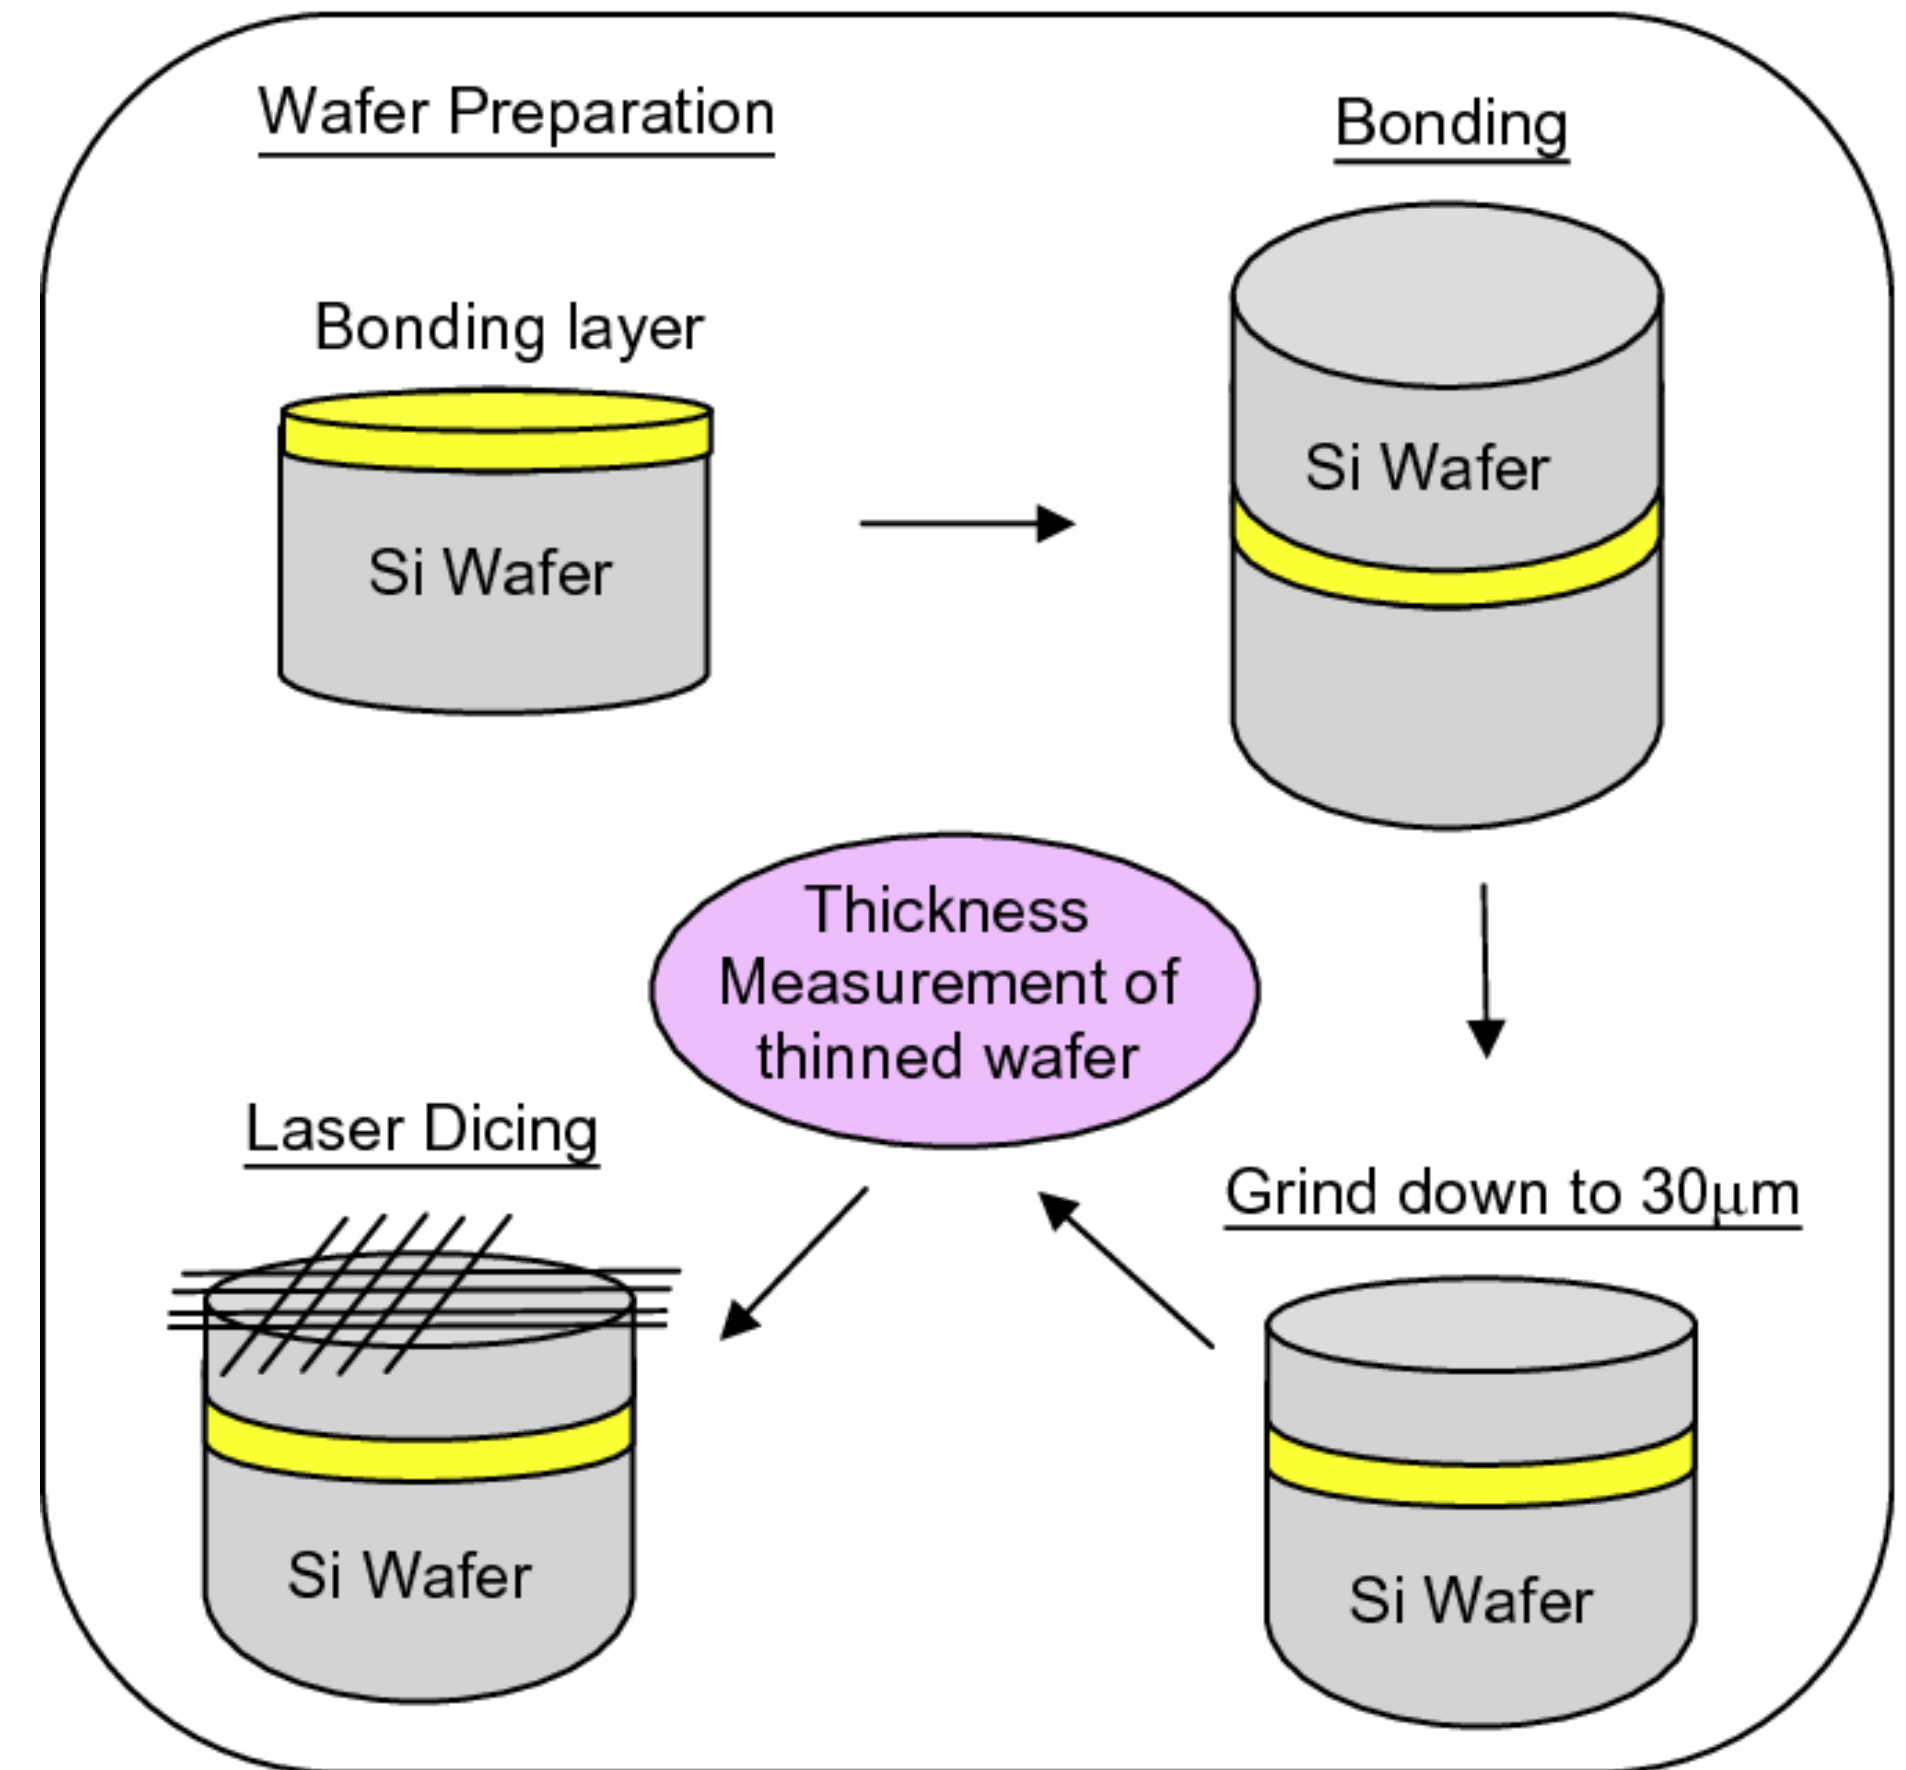 Wafer Preparation
Bonding layer
Si Wafer
Bonding
Si Wafer
Thickness
Measurement of
thinned wafer
Grind down to 30μm
Si Wafer
Laser Dicing
Si Wafer